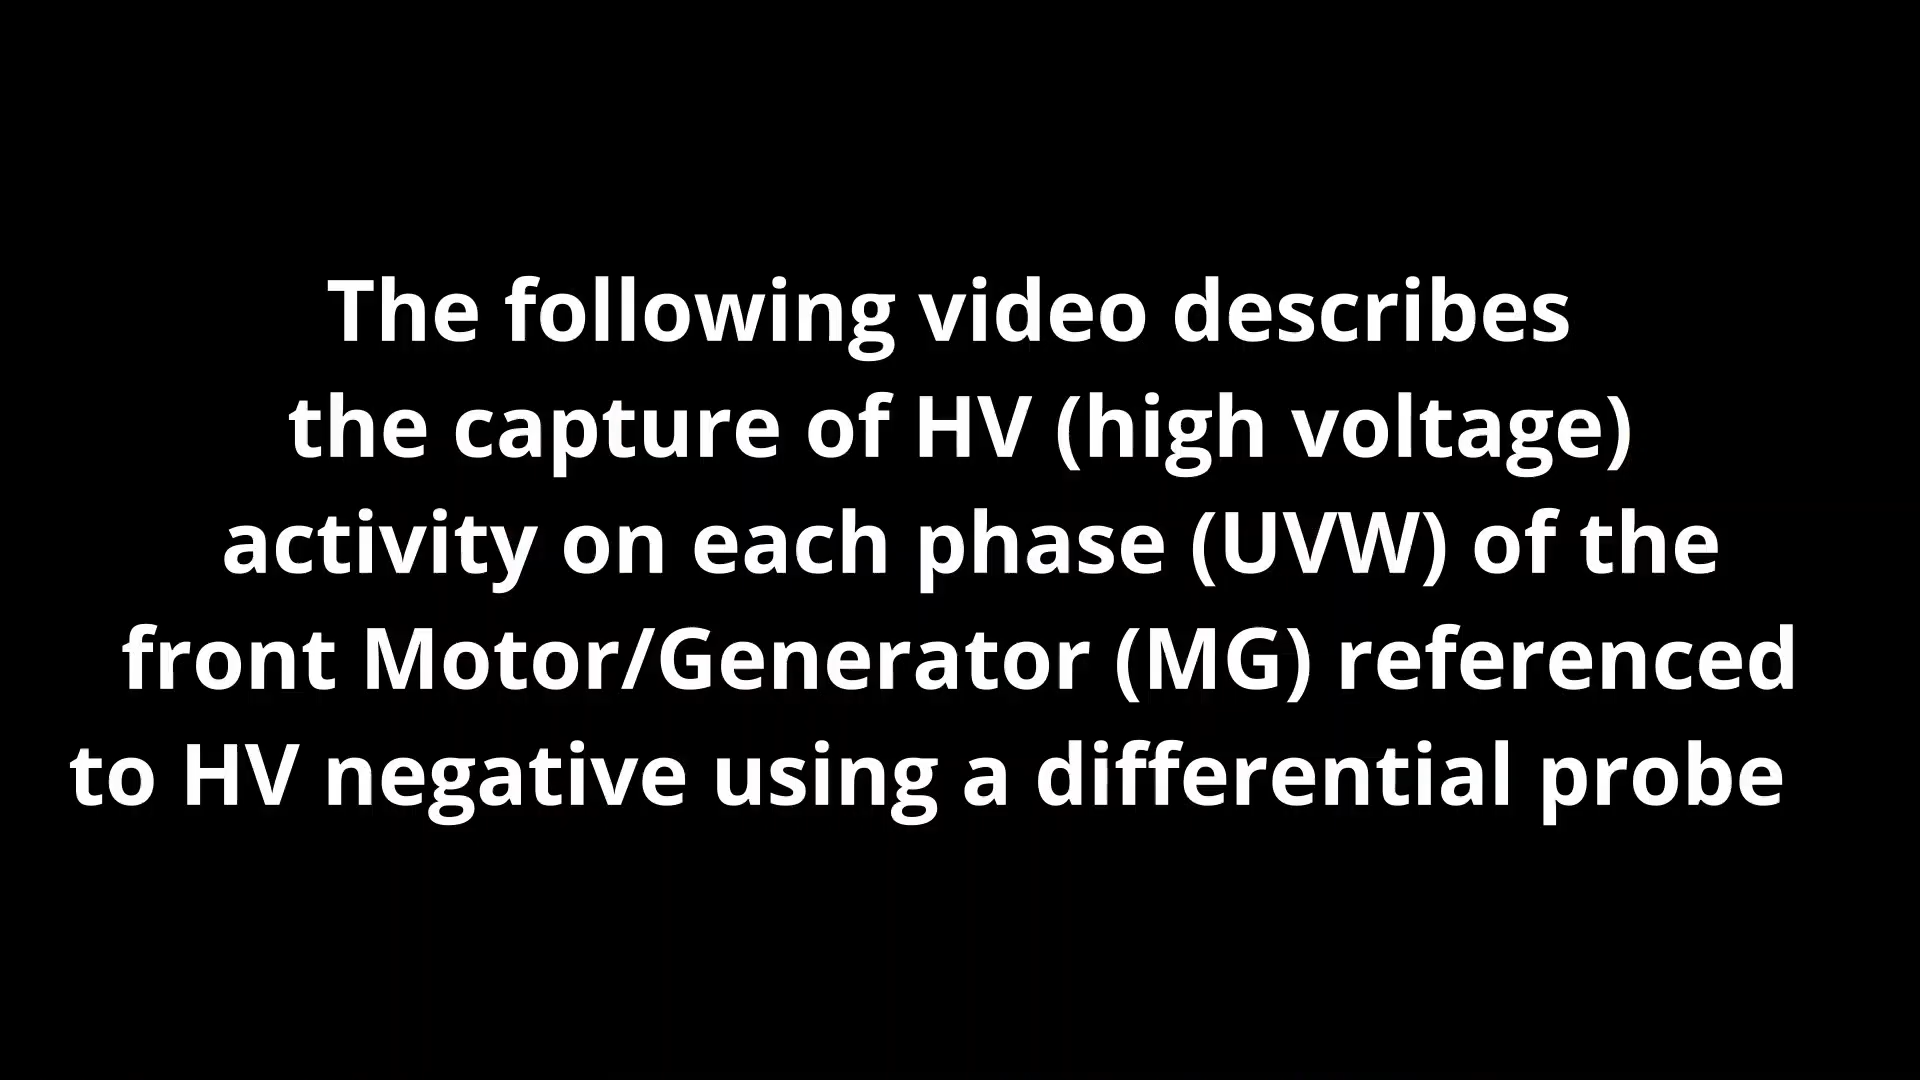 The following video describes
the capture of HV (high voltage)
activity on each phase (UVW) of the
front Motor/Generator (MG) referenced
to HV negative using a differential probe